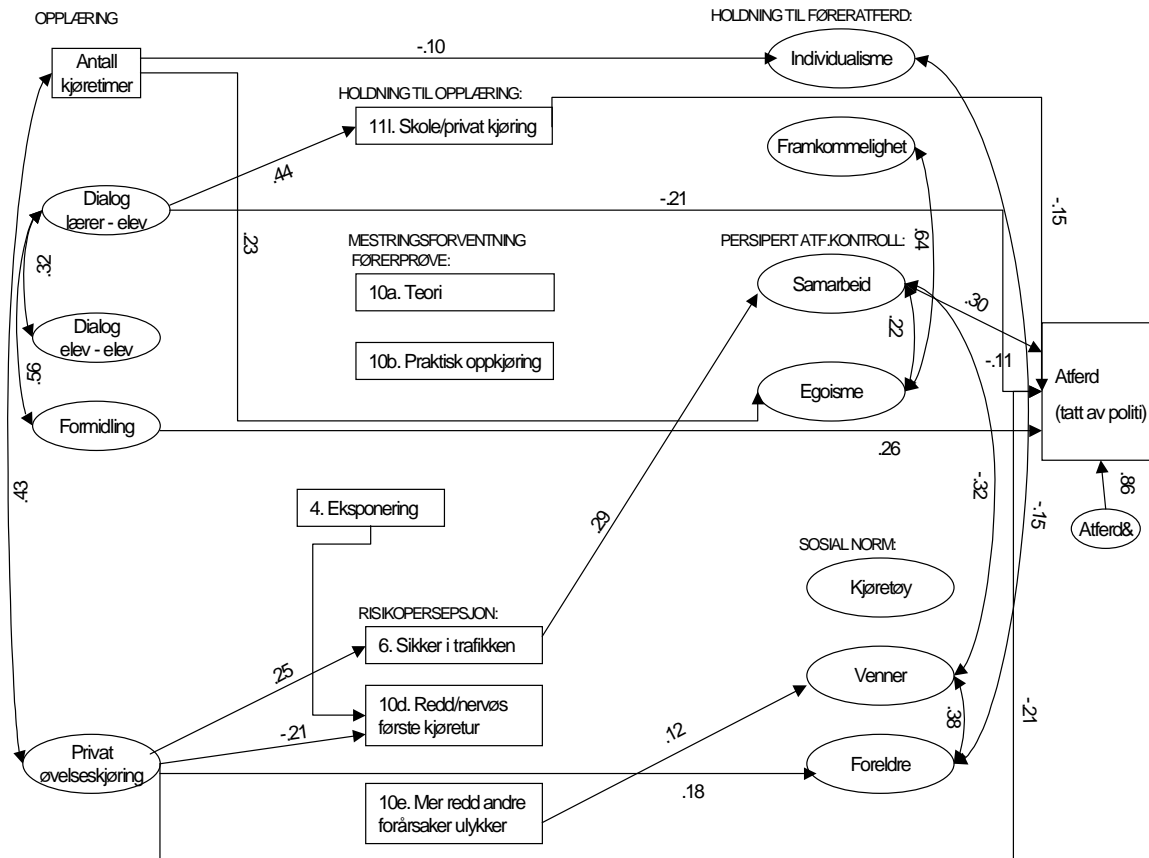 OPPLÆRING
HOLDNING TIL FØRERATFERD:
Antall
kjøretimer
-.10
Individualisme
HOLDNING TIL OPPLÆRING:
11l. Skole/privat kjøring
Framkommelighet
.44
Dialog
lærer - elev
-.21
-.15
.23
.64
MESTRINGSFORVENTNING
FØRERPRØVE:
PERSIPERT ATF.KONTROLL:
.32
10a. Teori
Samarbeid
.30
.22
Dialog
elev - elev
10b. Praktisk oppkjøring
-.11
.56
Egoisme
Atferd
(tatt av politi)
Formidling
.26
.43
-.32
.86
4. Eksponering
.29
-.15
Atferd&
SOSIAL NORM:
Kjøretøy
RISIKOPERSEPSJON:
6. Sikker i trafikken
.25
Venner
10d. Redd/nervøs
første kjøretur
-.21
.12
.38
-.21
Privat
øvelseskjøring
Foreldre
.18
10e. Mer redd andre
forårsaker ulykker